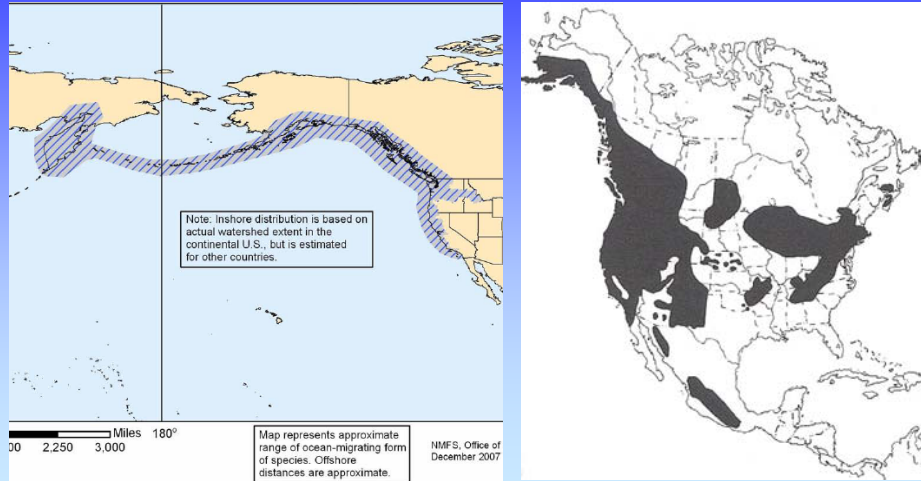 Note: Inshore distribution is based on
actual watershed extent in the
continental U.S., but is estimated
for other countries.
Miles 180°
00 2,250 3,000
Map represents approximate
range of ocean-migrating form
of species. Offshore
distances are approximate.
NMFS, Office of
December 2007